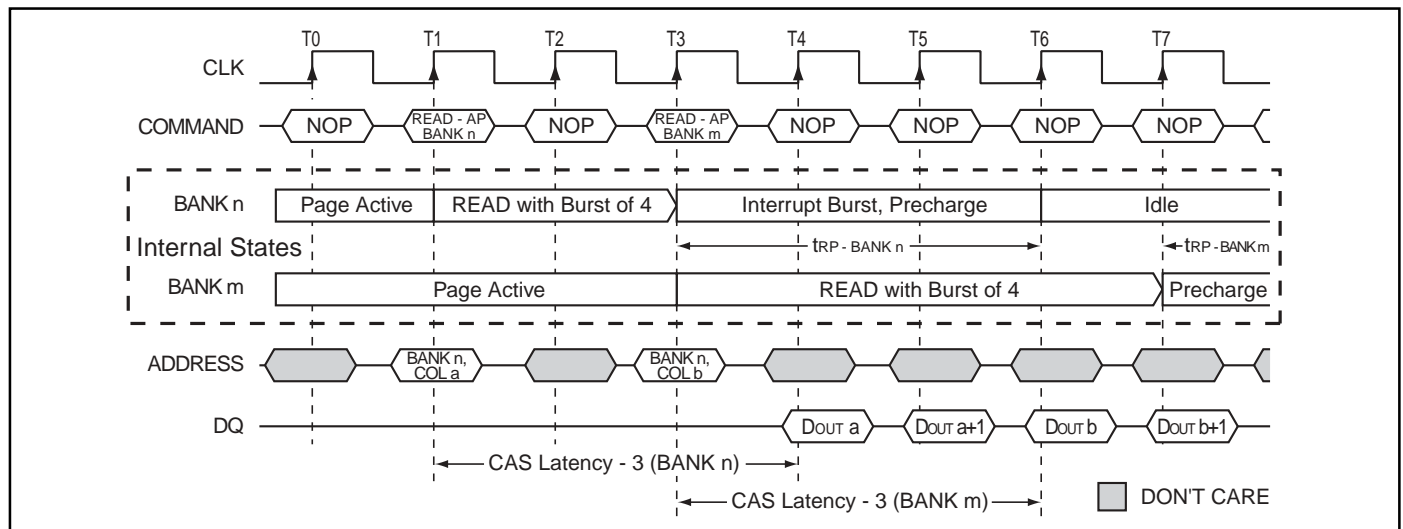 T0 T1 T2 T3 T4 T5 T6 T7
CLK
COMMAND NOP READ - AP BANK n NOP READ - AP BANK m NOP NOP NOP NOP
BANK n Page Active READ with Burst of 4 Interrupt Burst, Precharge Idle
Internal States tRP - BANK n tRP - BANK m
BANK m Page Active READ with Burst of 4 Precharge
ADDRESS BANK n, COL a BANK n, COL b
DQ DOUT a DOUT a+1 DOUT b DOUT b+1
CAS Latency - 3 (BANK n)
CAS Latency - 3 (BANK m) DON'T CARE